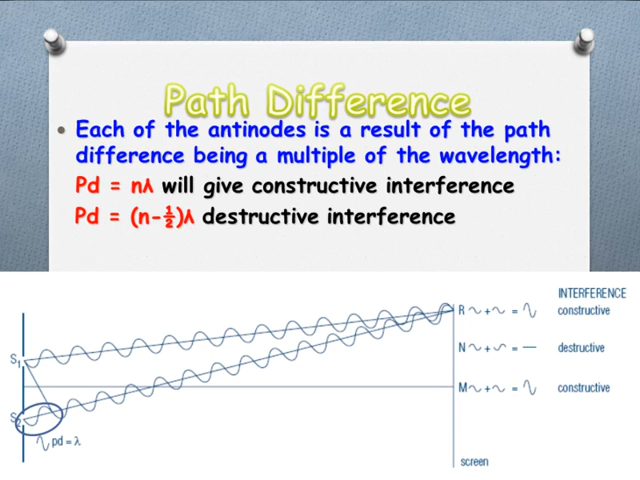 Path Difference
• Each of the antinodes is a result of the path
difference being a multiple of the wavelength:
Pd = nλ will give constructive interference
Pd = (n-½)λ destructive interference
INTERFERENCE
R + = constructive
S₁
N + = — destructive
M + = constructive
S₂
pd = λ
screen